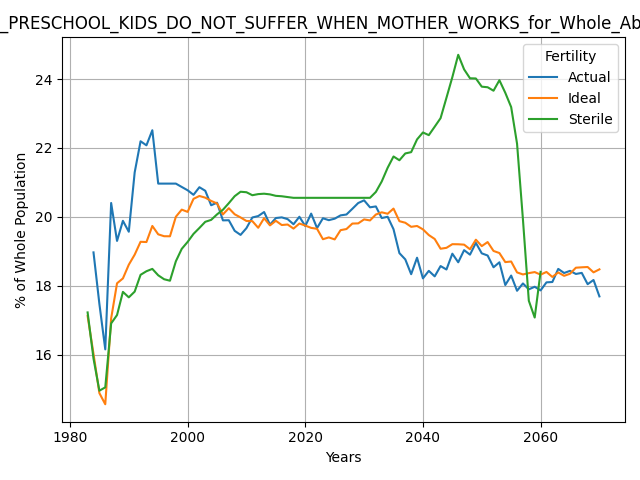 _PRESCHOOL_KIDS_DO_NOT_SUFFER_WHEN_MOTHER_WORKS_for_Whole_Ab
Fertility
Actual
Ideal
Sterile
24
22
20
18
16
% of Whole Population
1980
2000
2020
2040
2060
Years